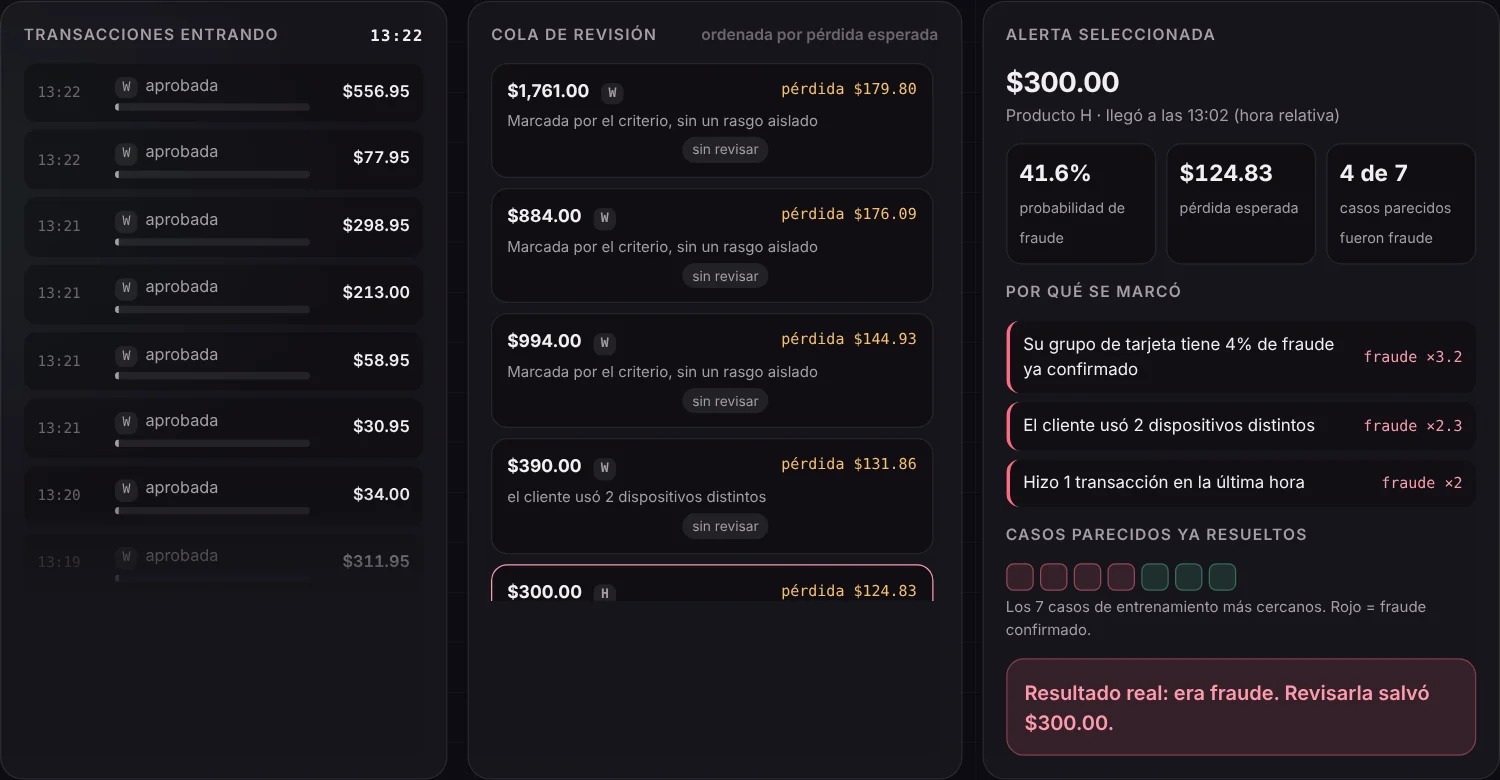 TRANSACCIONES ENTRANDO 13:22
13:22 W aprobada $556.95
13:22 W aprobada $77.95
13:21 W aprobada $298.95
13:21 W aprobada $213.00
13:21 W aprobada $58.95
13:21 W aprobada $30.95
13:20 W aprobada $34.00
13:19 W aprobada $311.95
COLA DE REVISIÓN ordenada por pérdida esperada
$1,761.00 W pérdida $179.80
Marcada por el criterio, sin un rasgo aislado
sin revisar
$884.00 W pérdida $176.09
Marcada por el criterio, sin un rasgo aislado
sin revisar
$994.00 W pérdida $144.93
Marcada por el criterio, sin un rasgo aislado
sin revisar
$390.00 W pérdida $131.86
el cliente usó 2 dispositivos distintos
sin revisar
$300.00 H pérdida $124.83
ALERTA SELECCIONADA
$300.00
Producto H · llegó a las 13:02 (hora relativa)
41.6%
probabilidad de
fraude
$124.83
pérdida esperada
4 de 7
casos parecidos
fueron fraude
POR QUÉ SE MARCÓ
Su grupo de tarjeta tiene 4% de fraude
ya confirmado
fraude ×3.2
El cliente usó 2 dispositivos distintos fraude ×2.3
Hizo 1 transacción en la última hora fraude ×2
CASOS PARECIDOS YA RESUELTOS
Los 7 casos de entrenamiento más cercanos. Rojo = fraude
confirmado.
Resultado real: era fraude. Revisarla salvó
$300.00.